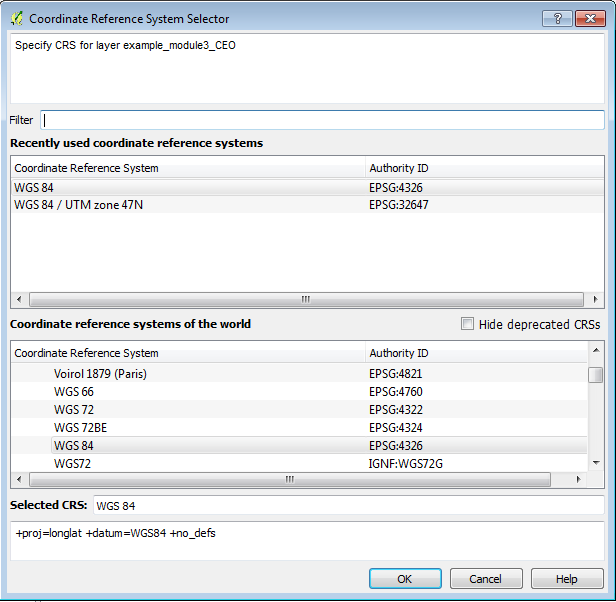 Coordinate Reference System Selector
Specify CRS for layer example_module3_CEO
Filter
Recently used coordinate reference systems
Coordinate Reference System Authority ID
WGS 84 EPSG:4326
WGS 84 / UTM zone 47N EPSG:32647
Coordinate reference systems of the world Hide deprecated CRSs
Coordinate Reference System Authority ID
Voirol 1879 (Paris) EPSG:4821
WGS 66 EPSG:4760
WGS 72 EPSG:4322
WGS 72BE EPSG:4324
WGS 84 EPSG:4326
WGS72 IGNF:WGS72G
Selected CRS: WGS 84
+proj=longlat +datum=WGS84 +no_defs
OK Cancel Help